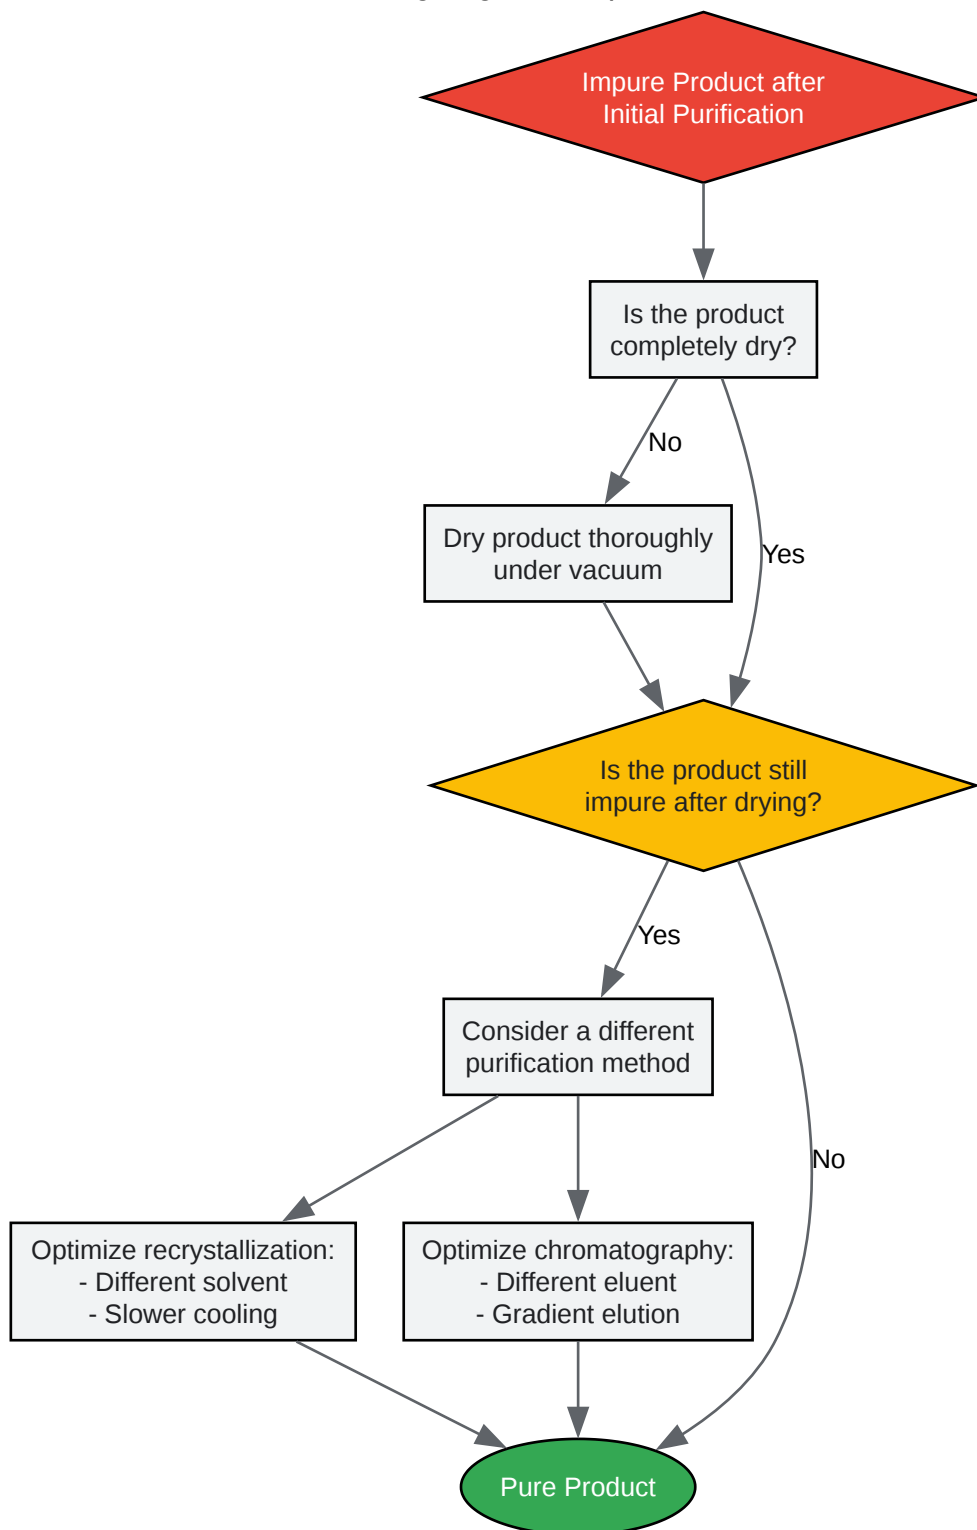 Impure Product after
Initial Purification
Is the product
completely dry?
No
Dry product thoroughly
under vacuum
Yes
Is the product still
impure after drying?
Yes
Consider a different
purification method
No
Optimize recrystallization:
- Different solvent
- Slower cooling
Optimize chromatography:
- Different eluent
- Gradient elution
Pure Product